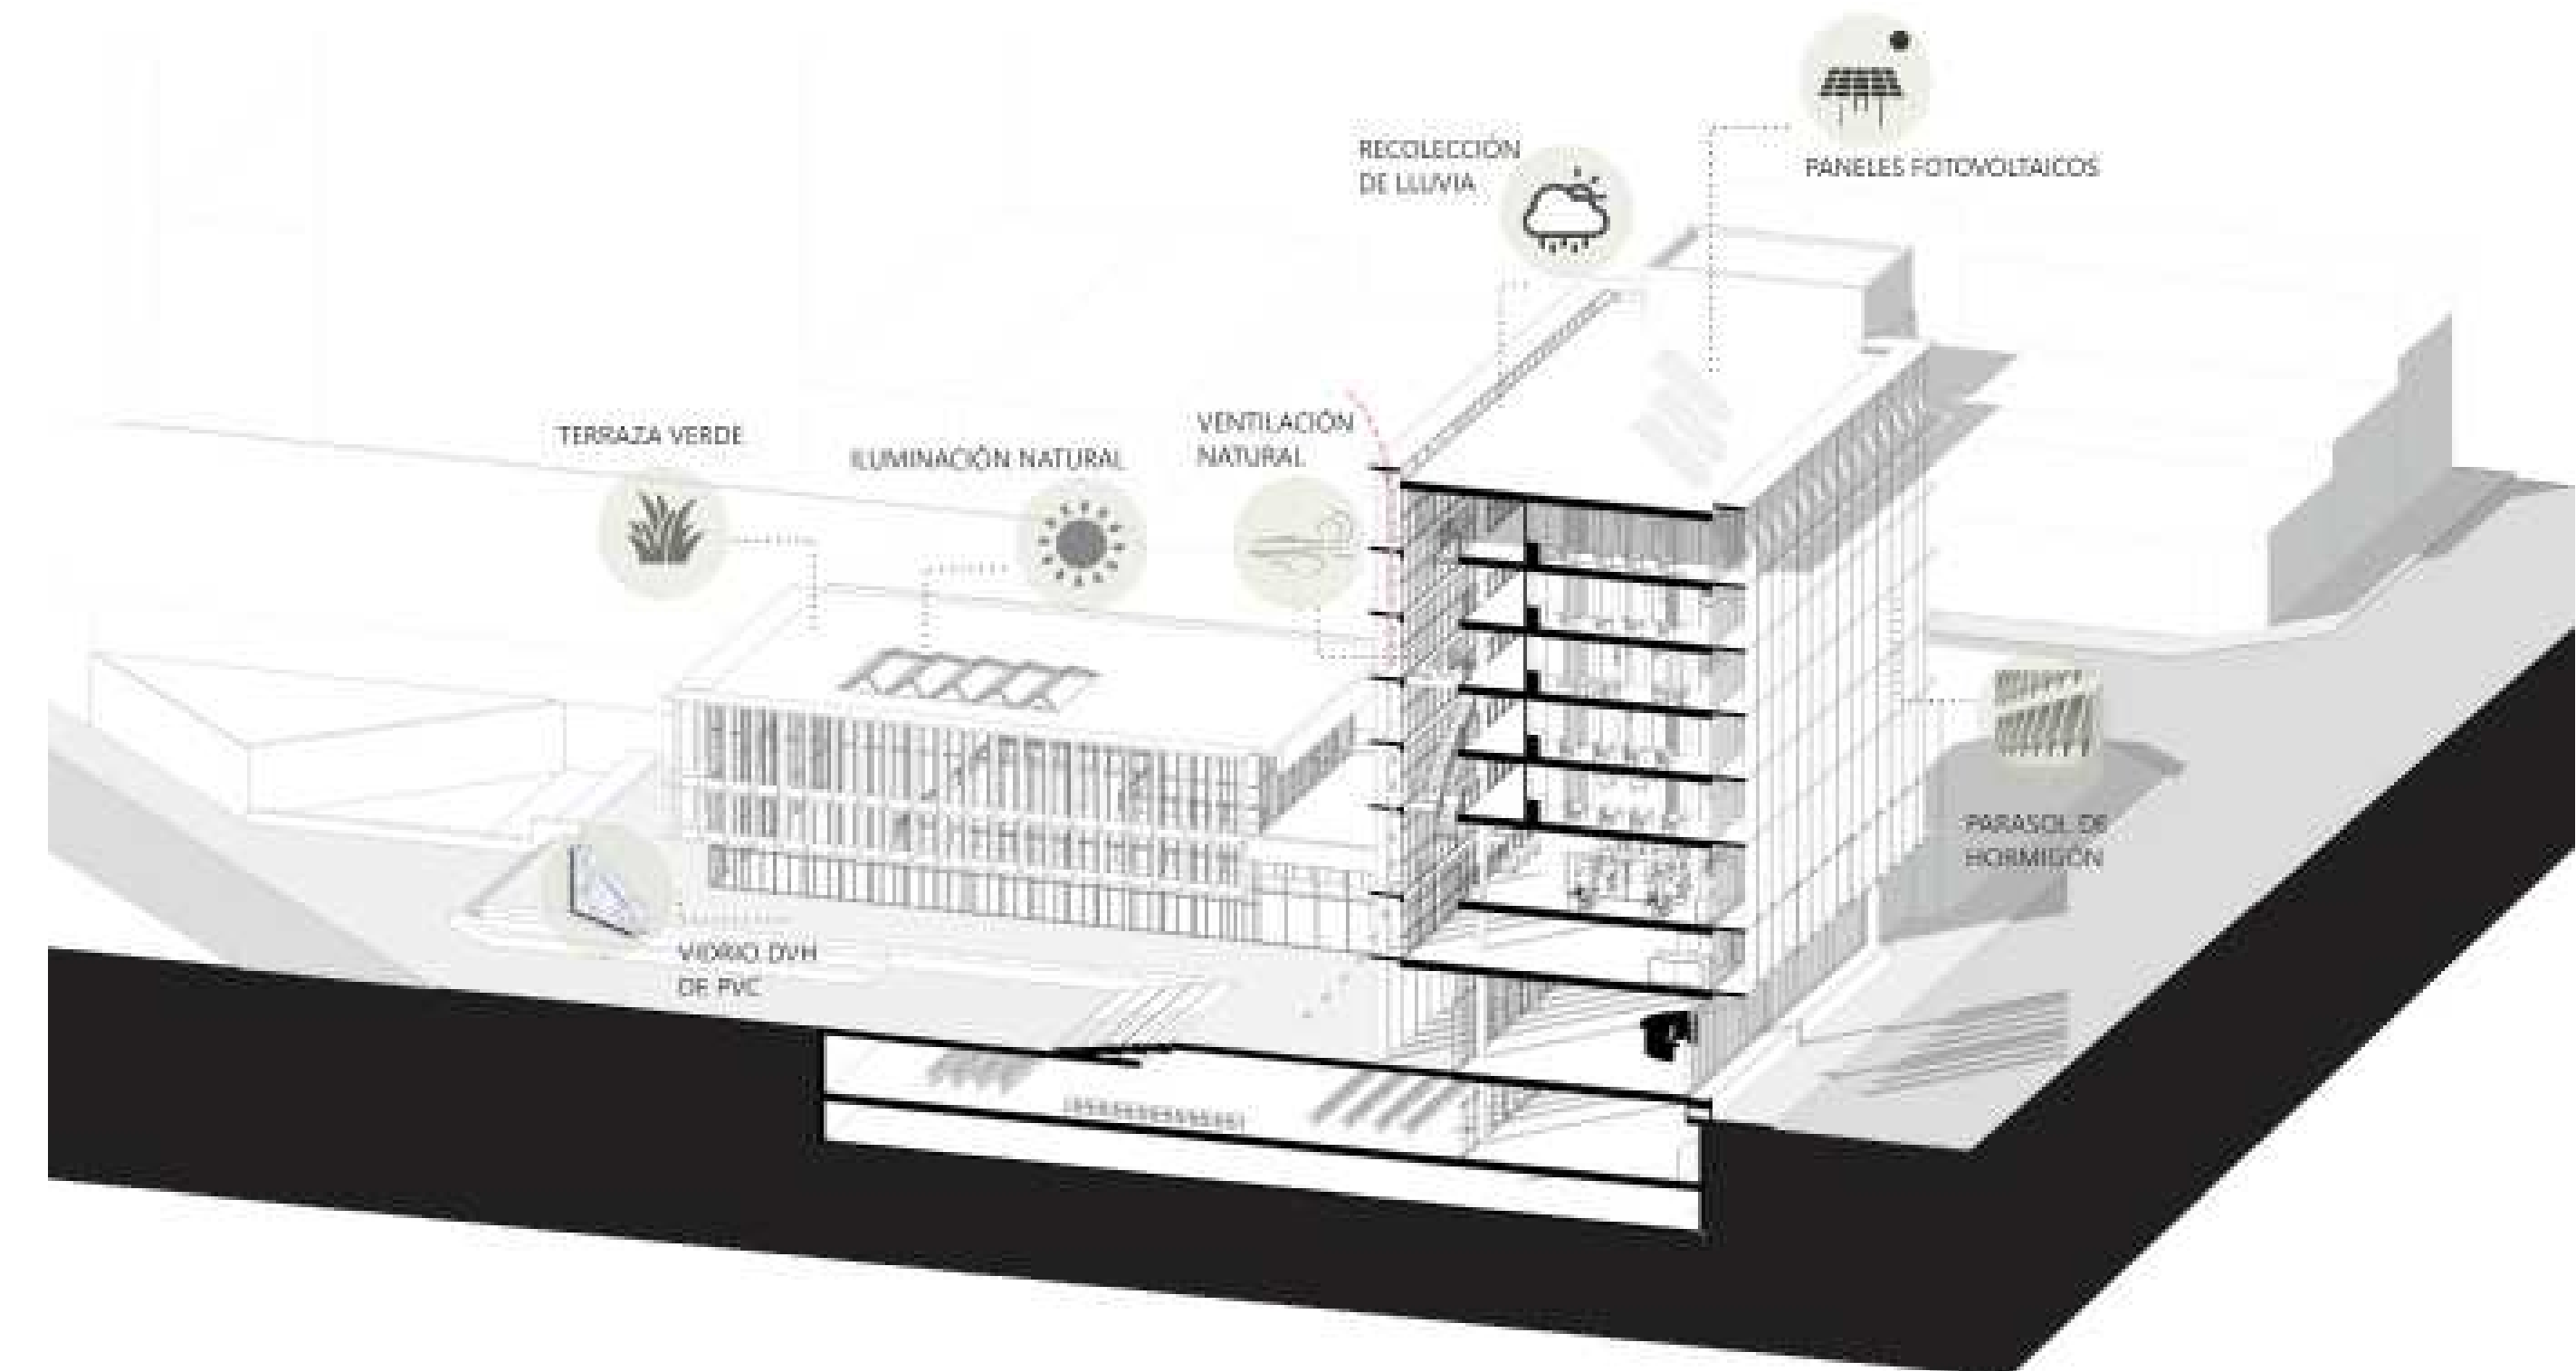 RECOLECCIÓN
DE LLUVIA
PANELES FOTOVOLTAICOS
TERRAZA VERDE
ILUMINACIÓN NATURAL
VENTILACIÓN
NATURAL
PARASOL DE
HORMIGÓN
VIDRIO DVH
DE PVC